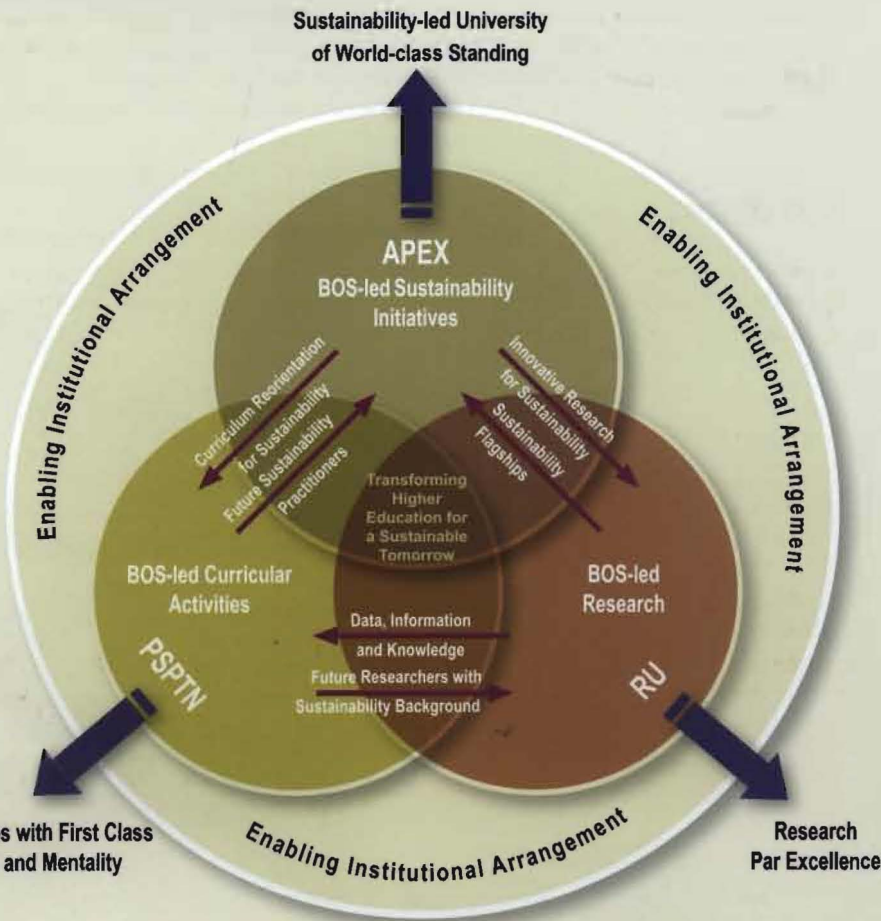 Sustainability-led University
of World-class Standing
Enabling Institutional Arrangement
Enabling Institutional Arrangement
APEX
BOS-led Sustainability
Initiatives
Curriculum Reorientation
for Sustainability
Future Sustainability
Practitioners
Innovative Research
for Sustainability
Sustainability
Flagships
Transforming
Higher
Education for
a Sustainable
Tomorrow
BOS-led Curricular
Activities
PSPTN
BOS-led
Research
RU
Data, Information
and Knowledge
Future Researchers with
Sustainability Background
Enabling Institutional Arrangement
with First Class
and Mentality
Research
Par Excellence